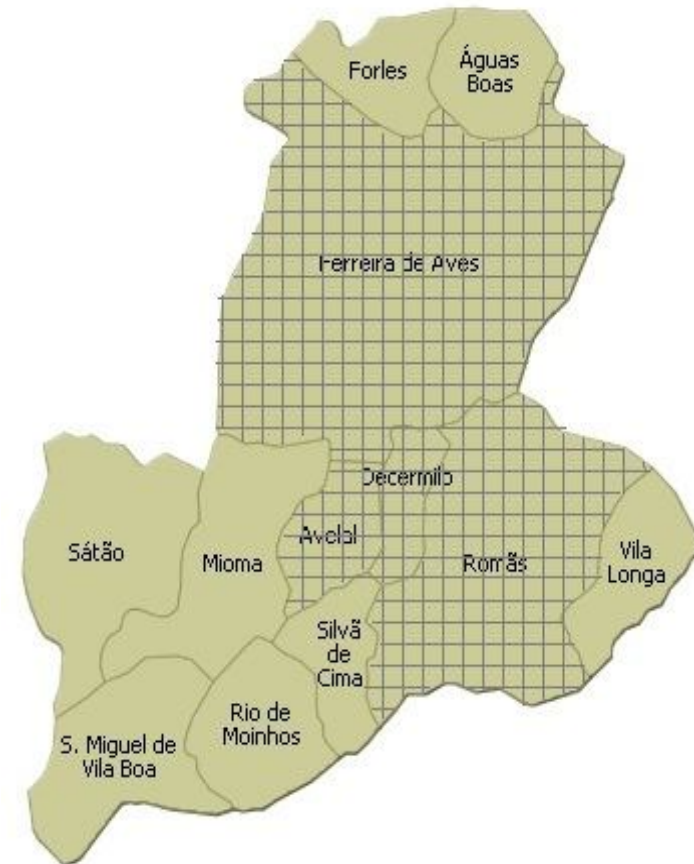 Forles
Águas
Boas
Ferreira de Aves
Decermilo
Avelal
Sátão
Mioma
Romãs
Vila
Longa
Silvã
de
Cima
Rio de
Moinhos
S. Miguel de
Vila Boa